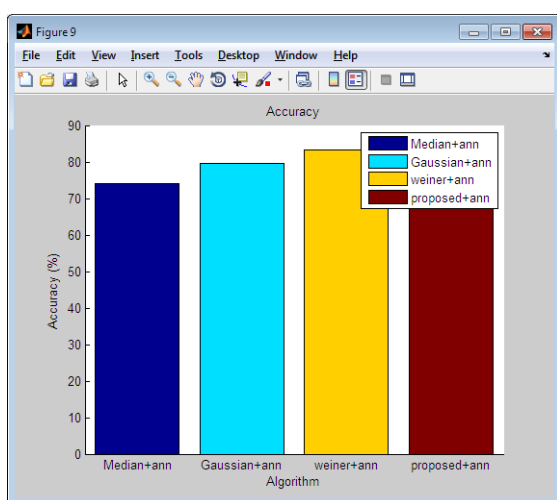 Figure 9
File Edit View Insert Tools Desktop Window Help
Accuracy
90
80
70
60
50
40
30
20
10
0
Accuracy (%)
Median+ann
Gaussian+ann
weiner+ann
proposed+ann
Median+ann Gaussian+ann weiner+ann proposed+ann
Algorithm